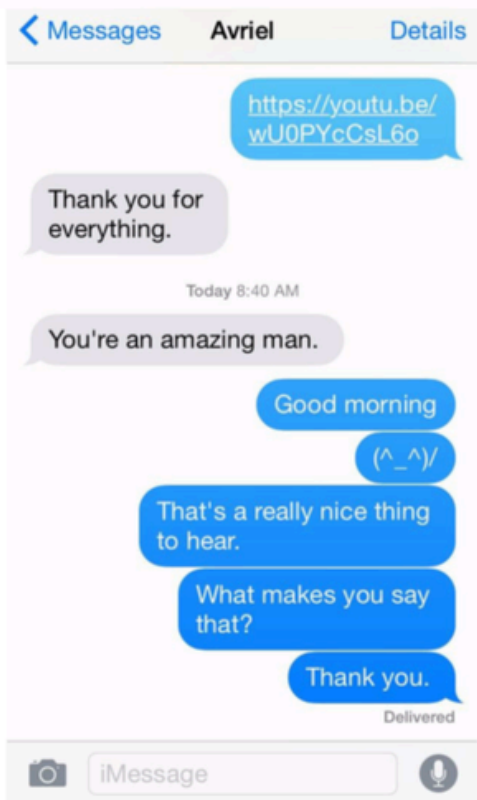 Messages Avriel Details
https://youtu.be/
wU0PYcCsL6o
Thank you for
everything.
Today 8:40 AM
You're an amazing man.
Good morning
(^_^)/
That's a really nice thing
to hear.
What makes you say
that?
Thank you.
Delivered
iMessage